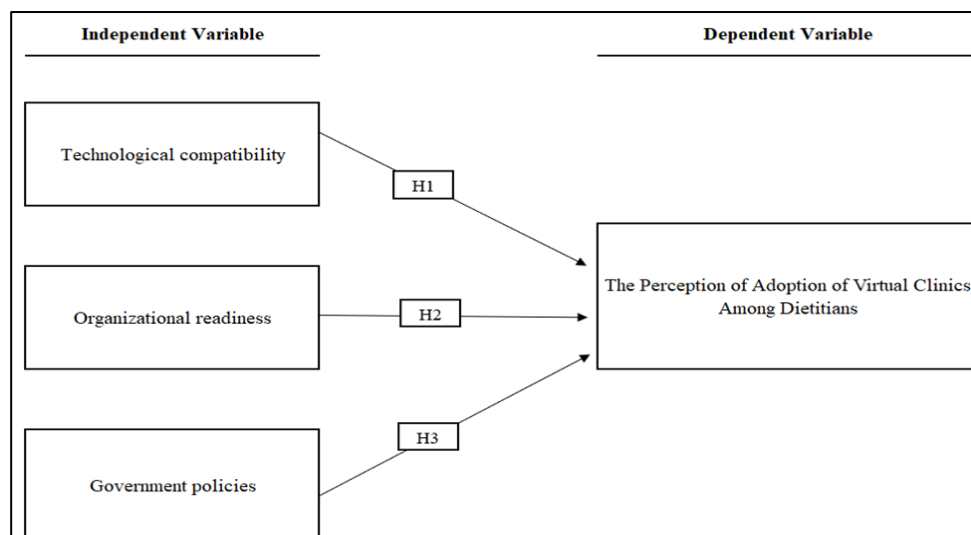 Independent Variable
Dependent Variable
Technological compatibility
H1
The Perception of Adoption of Virtual Clinics
Among Dietitians
Organizational readiness
H2
H3
Government policies